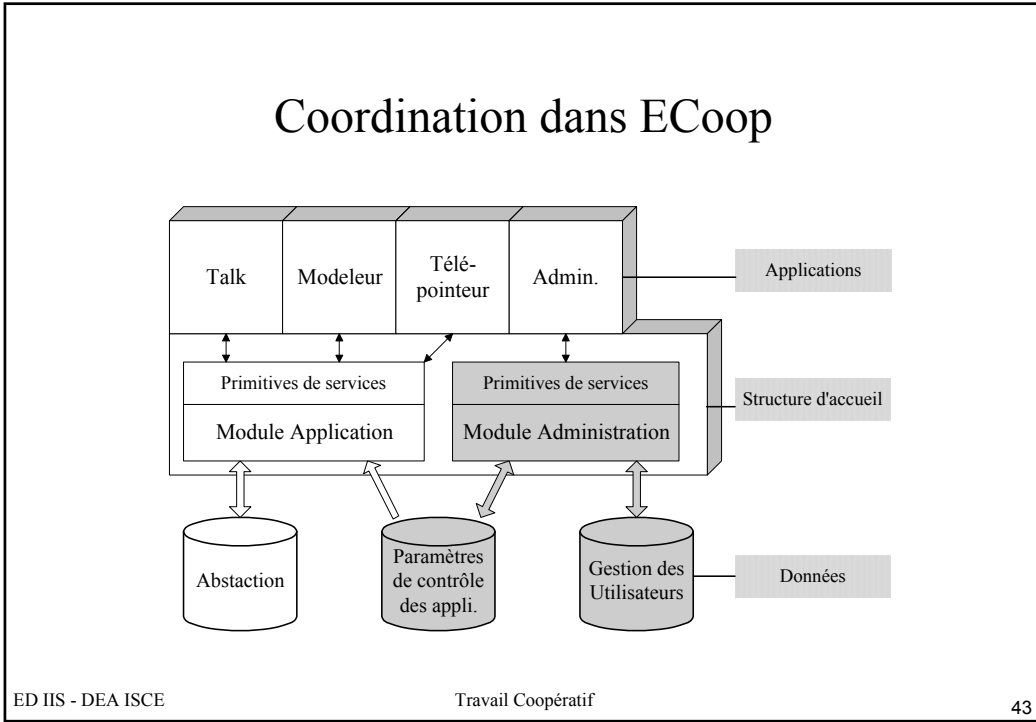 Coordination dans ECoop
Talk
Modeleur
Télé-
pointeur
Admin.
Applications
Primitives de services
Primitives de services
Structure d'accueil
Module Application
Module Administration
Abstaction
Paramètres
de contrôle
des appli.
Gestion des
Utilisateurs
Données
ED IIS - DEA ISCE
Travail Coopératif
43